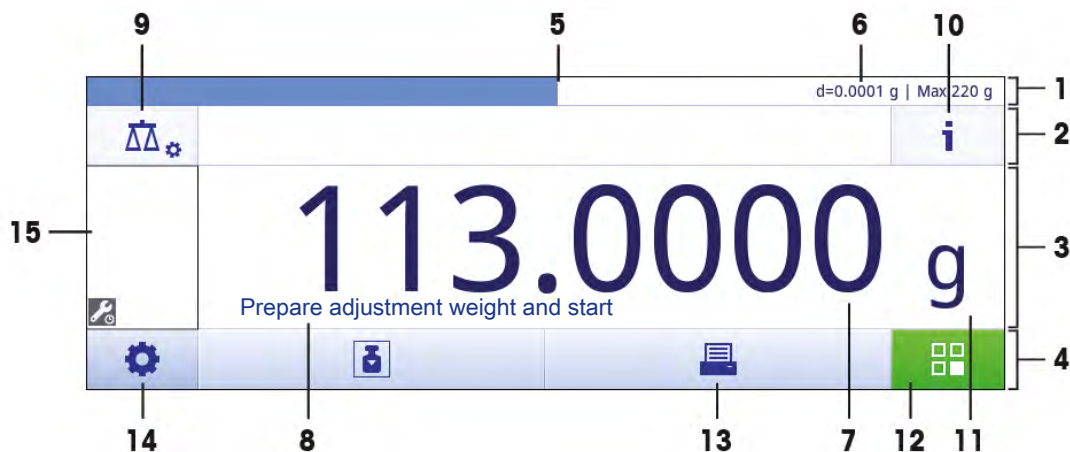 9 5 6 10
d=0.0001 g | Max 220 g 1
i 2
15 113.0000 g 3
Prepare adjustment weight and start
4
14 8 13 7 12 11